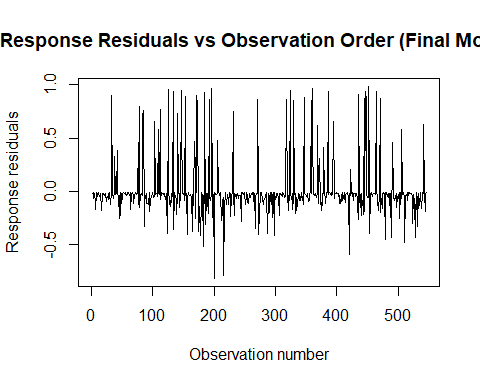 Response Residuals vs Observation Order (Final Mo
Response residuals
1.0
0.5
0.0
-0.5
0 100 200 300 400 500
Observation number